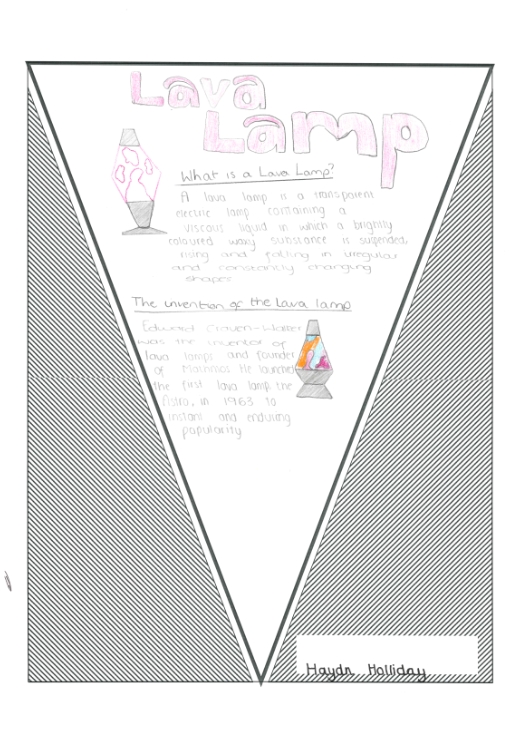 Lava
Lamp
What is a Lava Lamp?
A lava lamp is a transparent
electric lamp containing a
viscous liquid in which a brightly
coloured waxy substance is suspended,
rising and falling in irregular
and constantly changing
shapes
The invention of the Lava lamp
Edward Craven-Walker
was the inventor of
lava lamps and founder
of Mathmos. He launched
the first lava lamp, the
Astro, in 1963 to
instant and enduring
popularity
Haydn Holliday